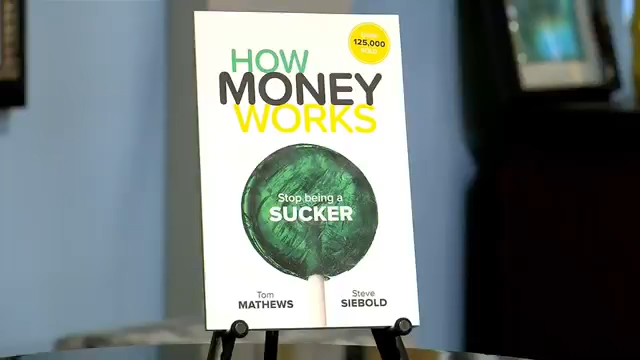 125,000
HOW
MONEY
WORKS
Stop being a
SUCKER
Tom
MATHEWS
Steve
SIEBOLD